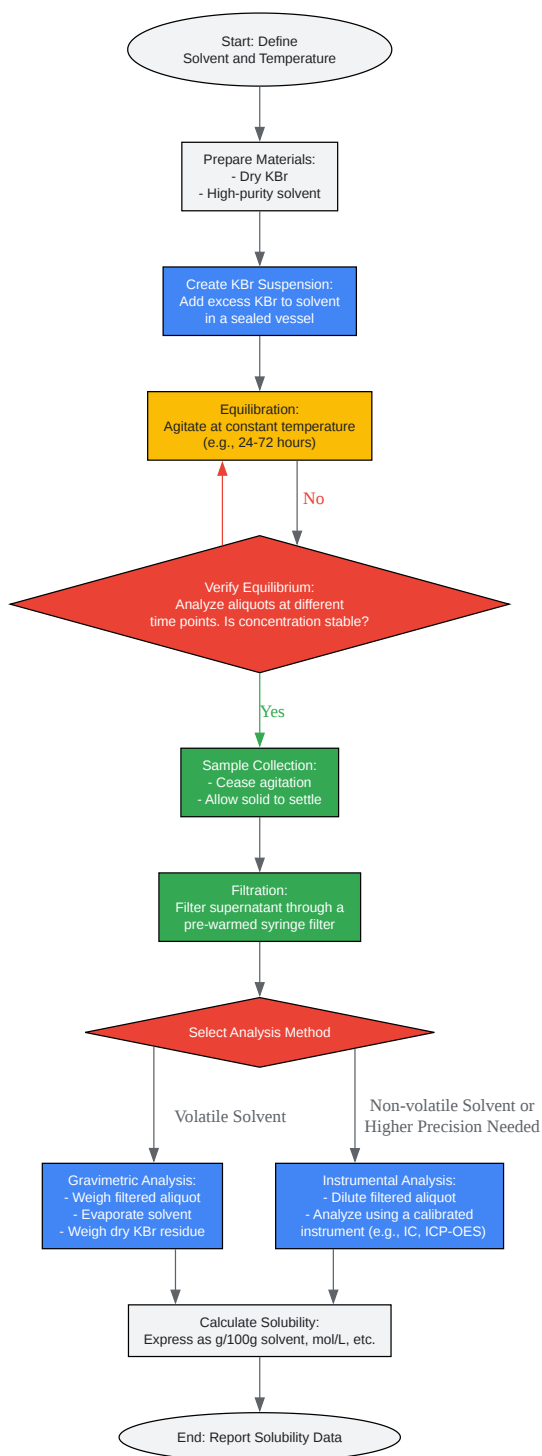 Start: Define
Solvent and Temperature
Prepare Materials:
- Dry KBr
- High-purity solvent
Create KBr Suspension:
Add excess KBr to solvent
in a sealed vessel
Equilibration:
Agitate at constant temperature
(e.g., 24-72 hours)
No
Verify Equilibrium:
Analyze aliquots at different
time points. Is concentration stable?
Yes
Sample Collection:
- Cease agitation
- Allow solid to settle
Filtration:
Filter supernatant through a
pre-warmed syringe filter
Select Analysis Method
Volatile Solvent
Non-volatile Solvent or
Higher Precision Needed
Gravimetric Analysis:
- Weigh filtered aliquot
- Evaporate solvent
- Weigh dry KBr residue
Instrumental Analysis:
- Dilute filtered aliquot
- Analyze using a calibrated
instrument (e.g., IC, ICP-OES)
Calculate Solubility:
Express as g/100g solvent, mol/L, etc.
End: Report Solubility Data